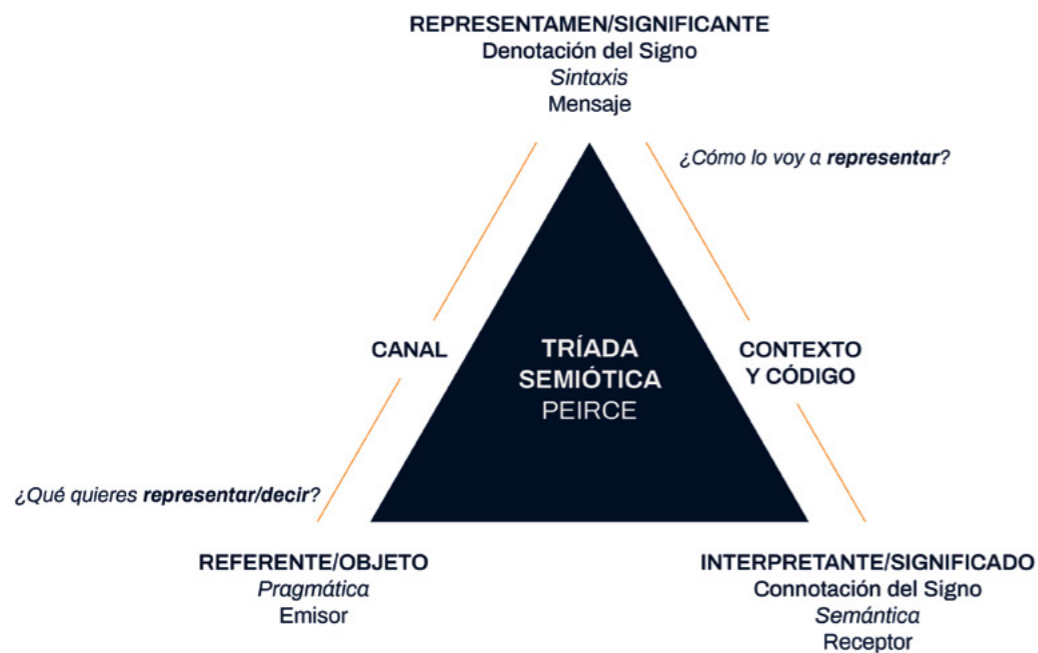 REPRESENTAMEN/SIGNIFICANTE
Denotación del Signo
Sintaxis
Mensaje
¿Cómo lo voy a representar?
CANAL
TRÍADA
SEMIÓTICA
PEIRCE
CONTEXTO
Y CÓDIGO
¿Qué quieres representar/decir?
REFERENTE/OBJETO
Pragmática
Emisor
INTERPRETANTE/SIGNIFICADO
Connotación del Signo
Semántica
Receptor